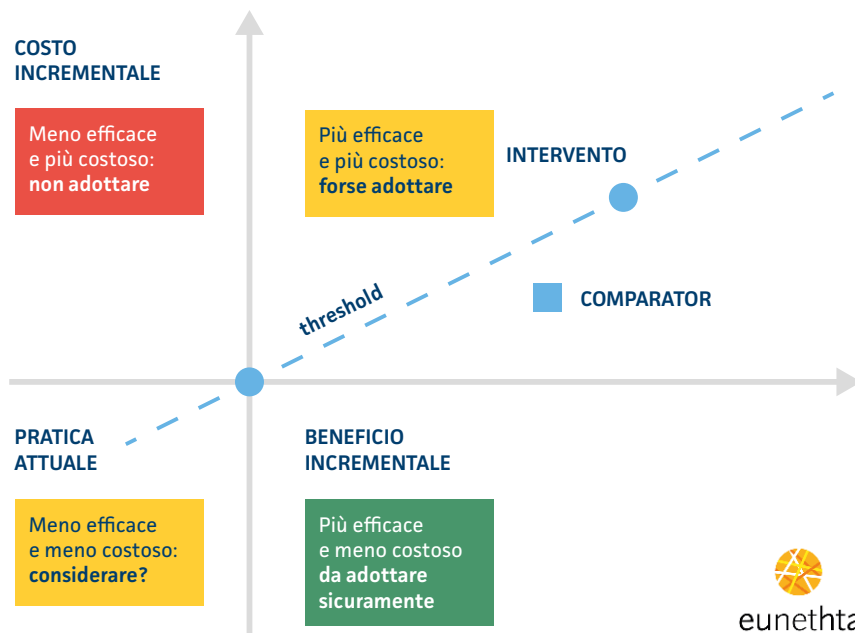 COSTO
INCREMENTALE
Meno efficace
e più costoso:
non adottare
Più efficace
e più costoso:
forse adottare
INTERVENTO
threshold
COMPARATOR
PRATICA
ATTUALE
BENEFICIO
INCREMENTALE
Meno efficace
e meno costoso:
considerare?
Più efficace
e meno costoso
da adottare
sicuramente
eunethta